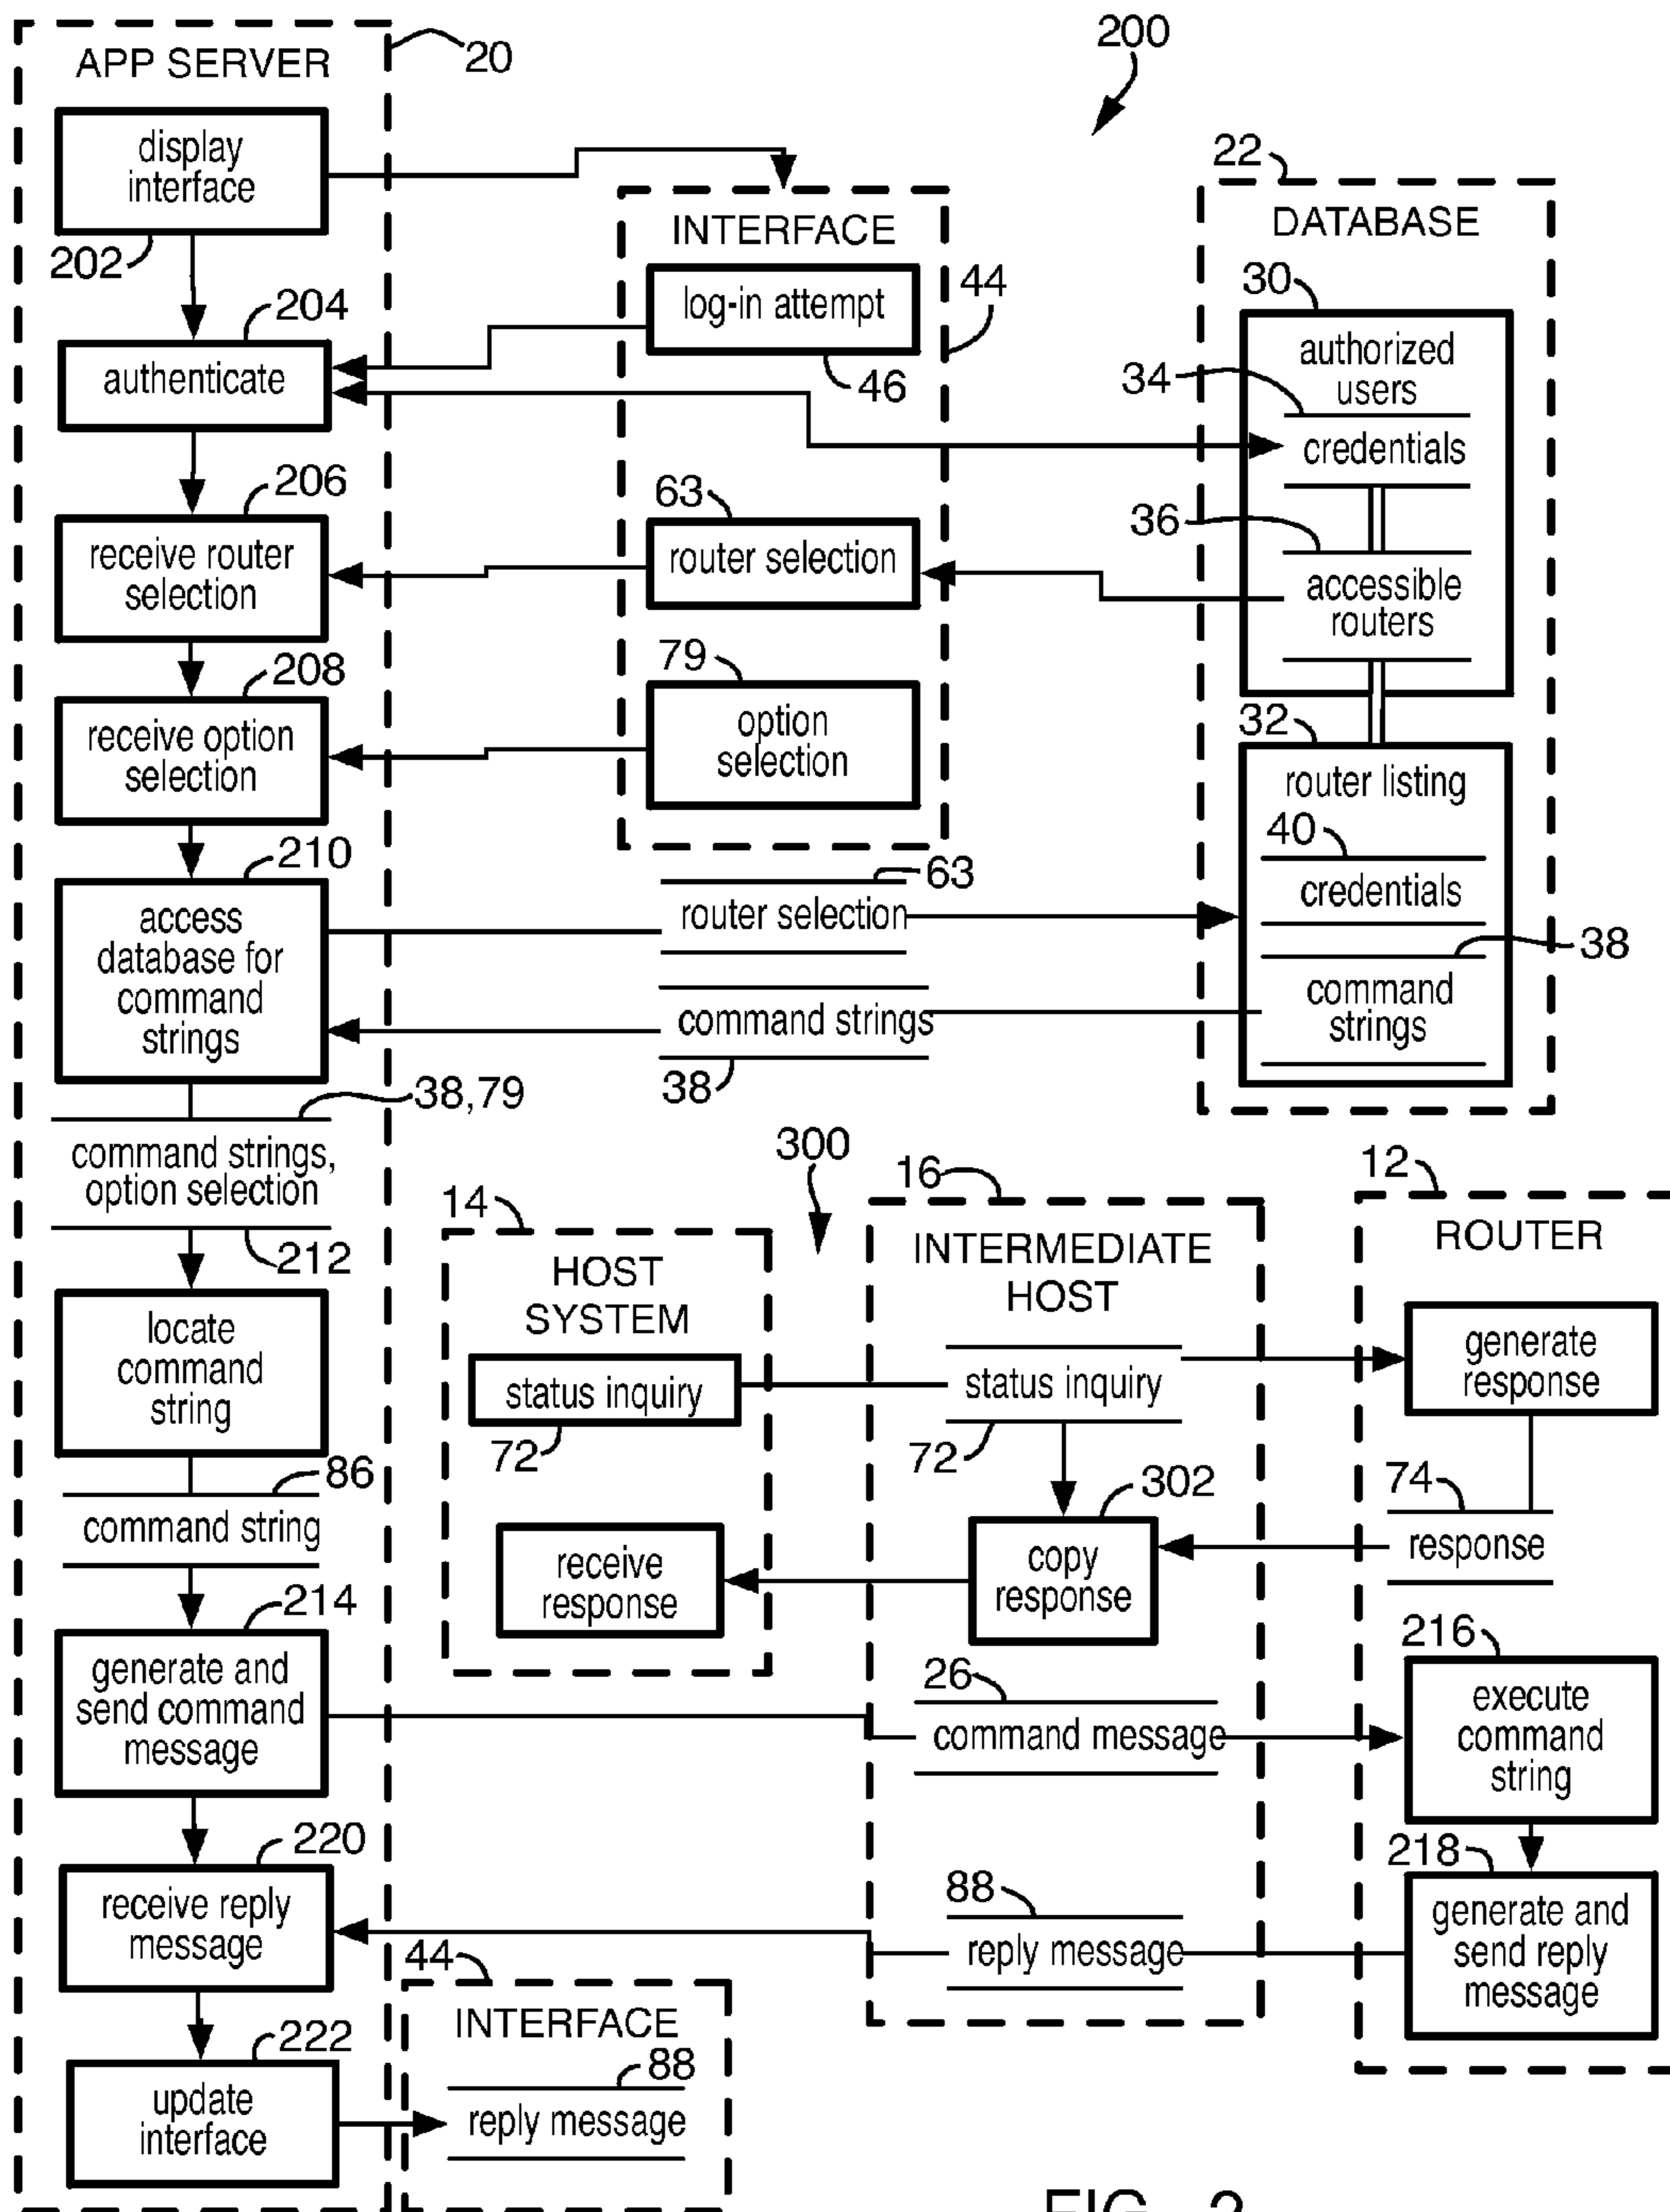 APP SERVER
20
200
display
interface
202
22
DATABASE
INTERFACE
44
log-in attempt
46
204
authenticate
30
authorized
users
34
credentials
206
receive router
selection
63
router selection
36
accessible
routers
208
receive option
selection
79
option
selection
32
router listing
40
credentials
38
command
strings
210
access
database for
command
strings
63
router selection
command strings
38
38,79
command strings,
option selection
212
locate
command
string
86
command string
300
14
HOST
SYSTEM
status inquiry
72
receive
response
16
INTERMEDIATE
HOST
status inquiry
72
302
copy
response
12
ROUTER
generate
response
74
response
214
generate and
send command
message
26
command message
216
execute
command
string
218
generate and
send reply
message
220
receive reply
message
88
reply message
222
update
interface
44
INTERFACE
88
reply message
FIG. 2